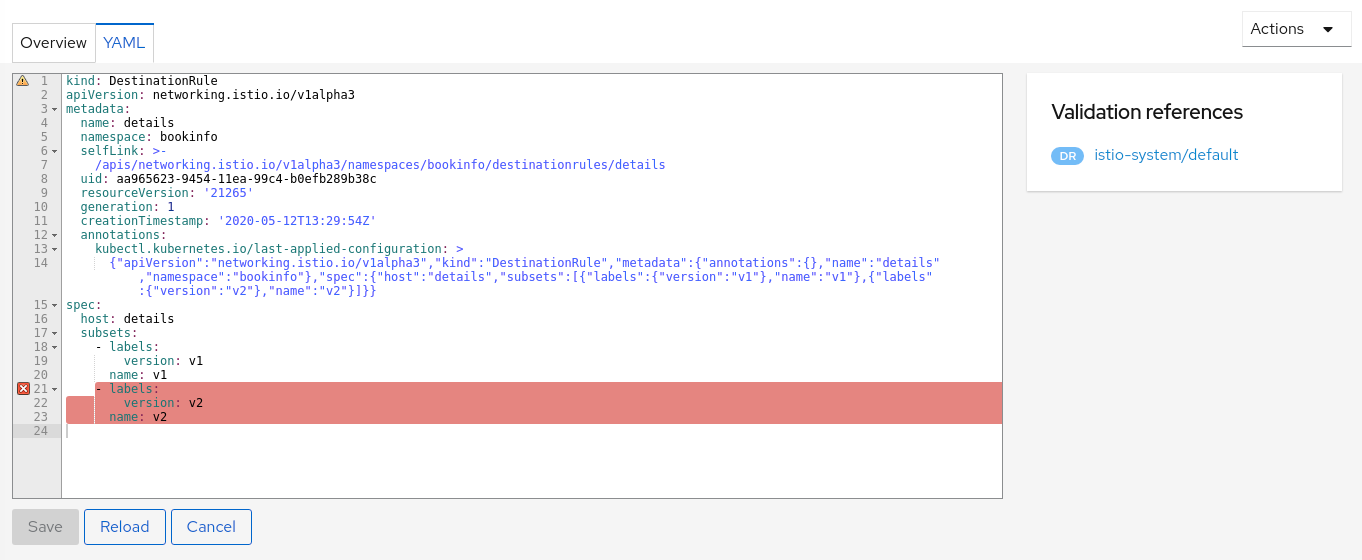 Actions
Overview YAML
1 kind: DestinationRule
2 apiVersion: networking.istio.io/v1alpha3
3 metadata:
4 name: details
5 namespace: bookinfo
6 selfLink: >-
7 /apis/networking.istio.io/v1alpha3/namespaces/bookinfo/destinationrules/details
8 uid: aa965623-9454-11ea-99c4-b0efb289b38c
9 resourceVersion: '21265'
10 generation: 1
11 creationTimestamp: '2020-05-12T13:29:54Z'
12 annotations:
13 kubectl.kubernetes.io/last-applied-configuration: >
14 {"apiVersion":"networking.istio.io/v1alpha3","kind":"DestinationRule","metadata":{"annotations":{},"name":"details"
,"namespace":"bookinfo"},"spec":{"host":"details","subsets":[{"labels":{"version":"v1"},"name":"v1"},{"labels"
:{"version":"v2"},"name":"v2"}]}}
15 spec:
16 host: details
17 subsets:
18 - labels:
19 version: v1
20 name: v1
21 - labels:
22 version: v2
23 name: v2
24
Validation references
DR istio-system/default
Save Reload Cancel